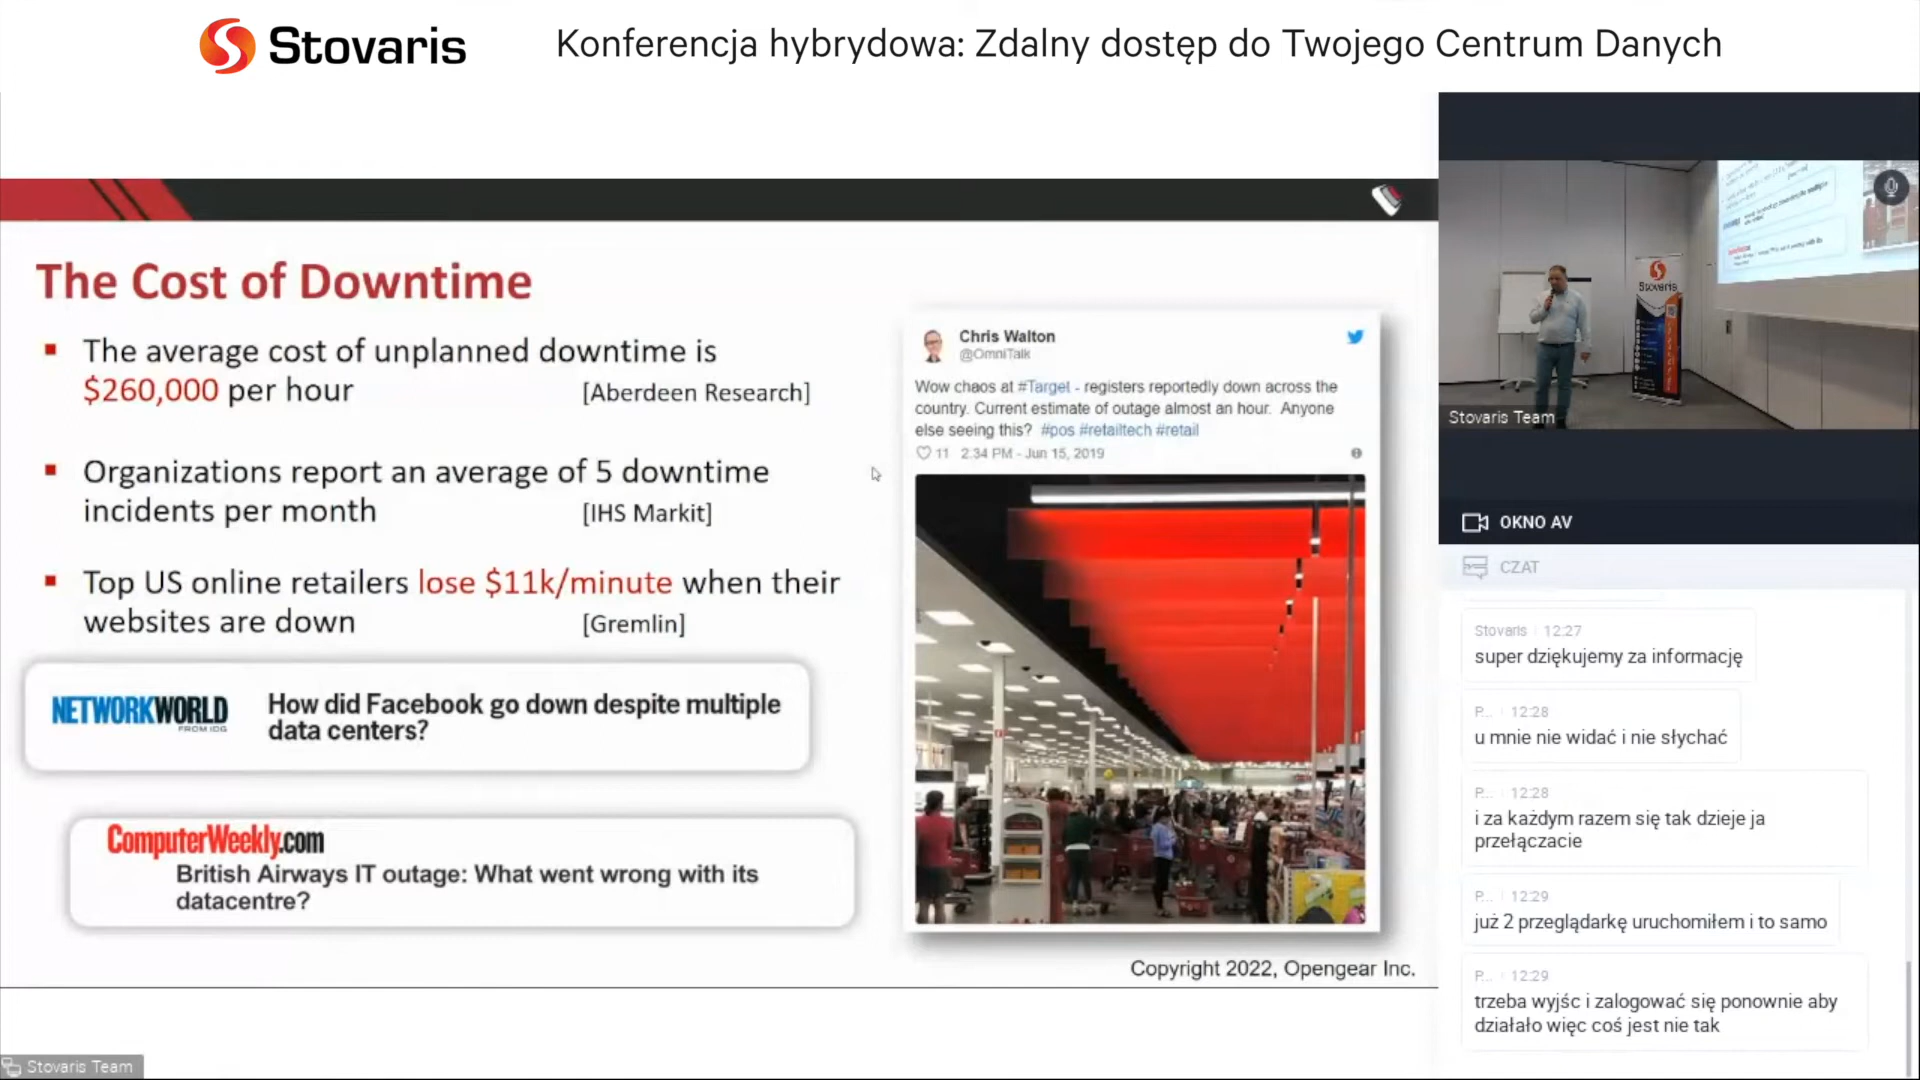 Stovaris
Konferencja hybrydowa: Zdalny dostęp do Twojego Centrum Danych
The Cost of Downtime
The average cost of unplanned downtime is
$260,000 per hour [Aberdeen Research]
Organizations report an average of 5 downtime
incidents per month [IHS Markit]
Top US online retailers lose $11k/minute when their
websites are down [Gremlin]
NETWORKWORLD
FROM IDG
How did Facebook go down despite multiple
data centers?
ComputerWeekly.com
British Airways IT outage: What went wrong with its
datacentre?
Chris Walton
@OmniTalk
Wow chaos at #Target - registers reportedly down across the
country. Current estimate of outage almost an hour. Anyone
else seeing this? #pos #retailtech #retail
11 2:34 PM - Jun 15, 2019
Copyright 2022, Opengear Inc.
Stovaris Team
Stovaris
Stovaris Team
OKNO AV
CZAT
Stovaris 12:27
super dziękujemy za informację
P... 12:28
u mnie nie widać i nie słychać
P... 12:28
i za każdym razem się tak dzieje ja
przełączacie
P... 12:29
już 2 przeglądarkę uruchomiłem i to samo
P... 12:29
trzeba wyjśc i zalogować się ponownie aby
działało więc coś jest nie tak